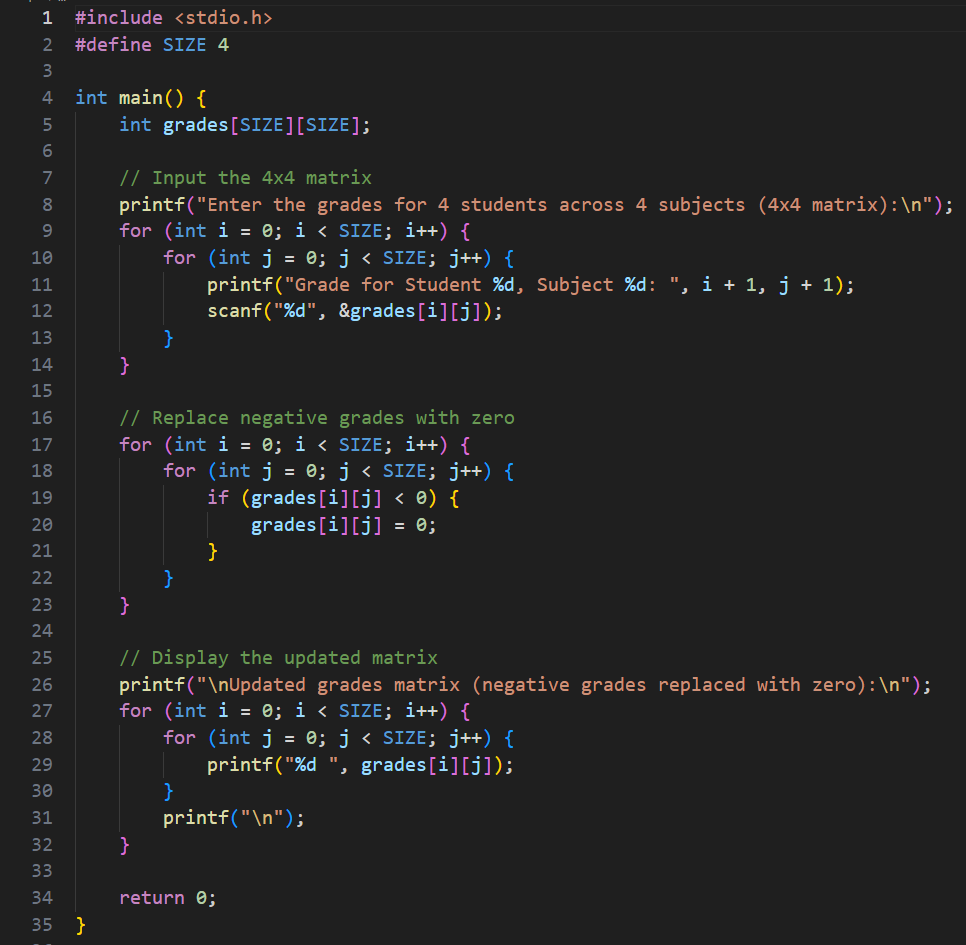 1 #include <stdio.h>
2 #define SIZE 4
3
4 int main() {
5     int grades[SIZE][SIZE];
6
7     // Input the 4x4 matrix
8     printf("Enter the grades for 4 students across 4 subjects (4x4 matrix):\n");
9     for (int i = 0; i < SIZE; i++) {
10         for (int j = 0; j < SIZE; j++) {
11             printf("Grade for Student %d, Subject %d: ", i + 1, j + 1);
12             scanf("%d", &grades[i][j]);
13         }
14     }
15
16     // Replace negative grades with zero
17     for (int i = 0; i < SIZE; i++) {
18         for (int j = 0; j < SIZE; j++) {
19             if (grades[i][j] < 0) {
20                 grades[i][j] = 0;
21             }
22         }
23     }
24
25     // Display the updated matrix
26     printf("\nUpdated grades matrix (negative grades replaced with zero):\n");
27     for (int i = 0; i < SIZE; i++) {
28         for (int j = 0; j < SIZE; j++) {
29             printf("%d ", grades[i][j]);
30         }
31         printf("\n");
32     }
33
34     return 0;
35 }